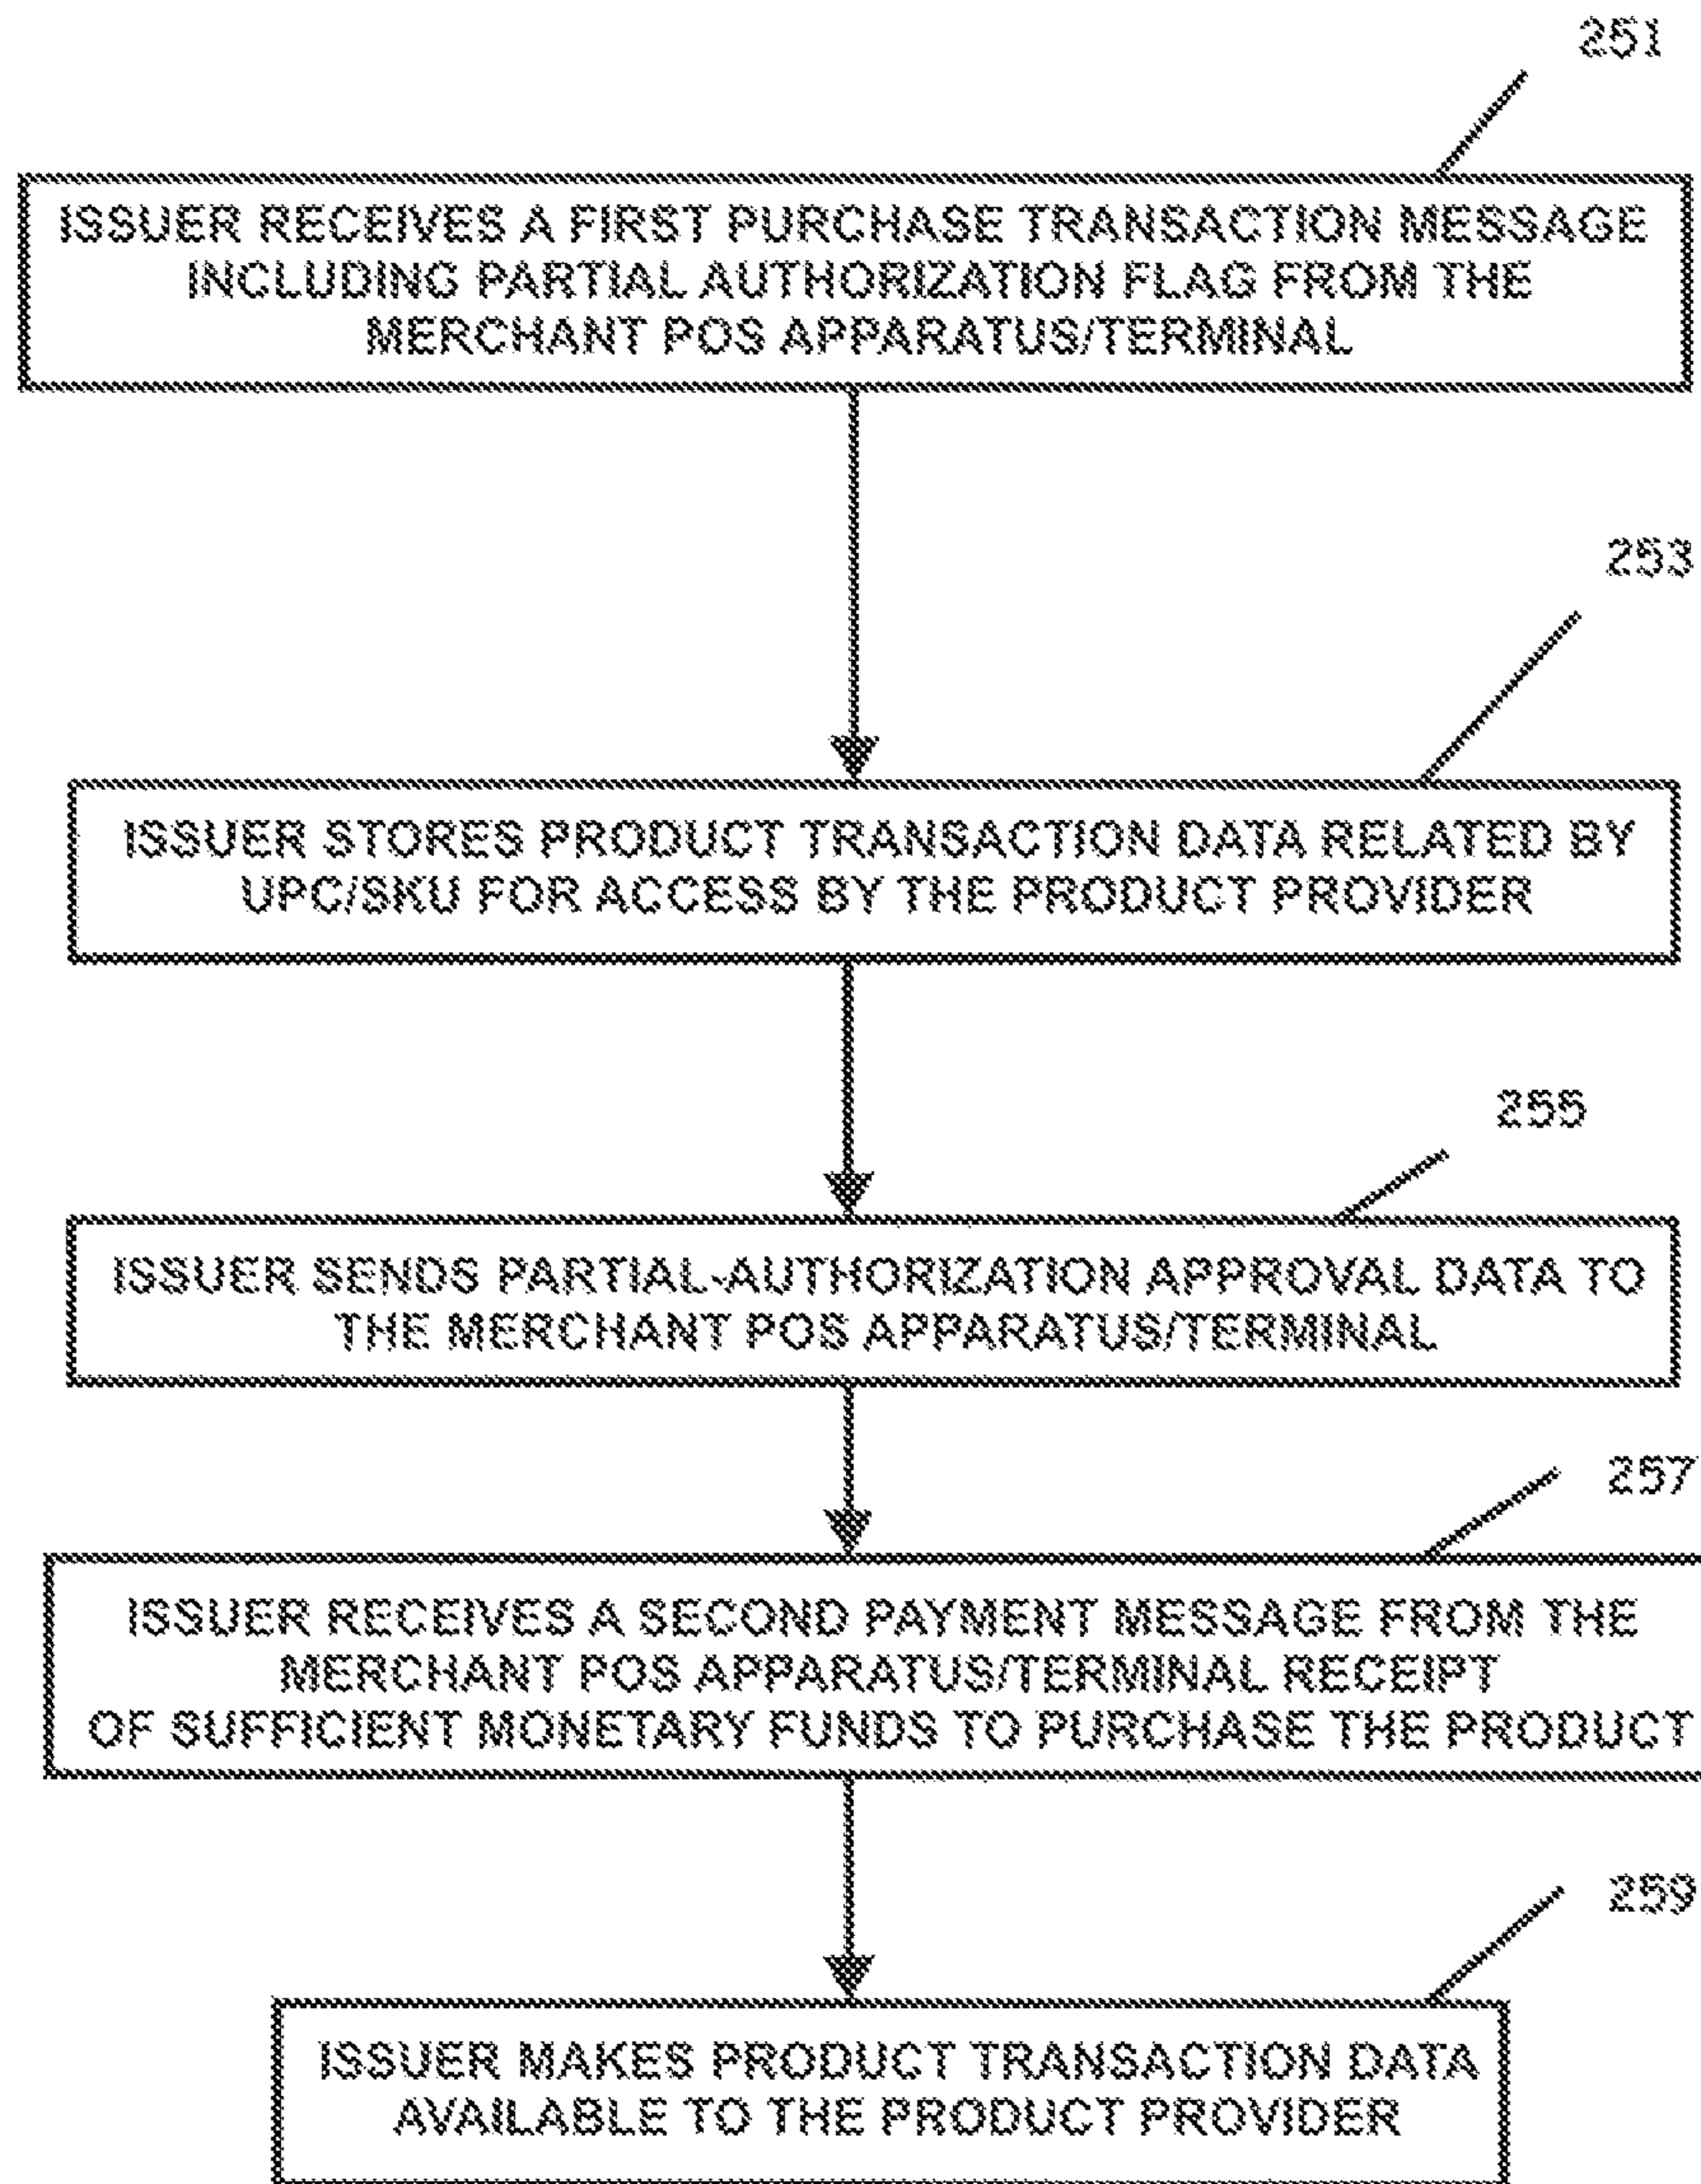 251
ISSUER RECEIVES A FIRST PURCHASE TRANSACTION MESSAGE
INCLUDING PARTIAL AUTHORIZATION FLAG FROM THE
MERCHANT POS APPARATUS/TERMINAL
253
ISSUER STORES PRODUCT TRANSACTION DATA RELATED BY
UPC/SKU FOR ACCESS BY THE PRODUCT PROVIDER
255
ISSUER SENDS PARTIAL-AUTHORIZATION APPROVAL DATA TO
THE MERCHANT POS APPARATUS/TERMINAL
257
ISSUER RECEIVES A SECOND PAYMENT MESSAGE FROM THE
MERCHANT POS APPARATUS/TERMINAL RECEIPT
OF SUFFICIENT MONETARY FUNDS TO PURCHASE THE PRODUCT
259
ISSUER MAKES PRODUCT TRANSACTION DATA
AVAILABLE TO THE PRODUCT PROVIDER